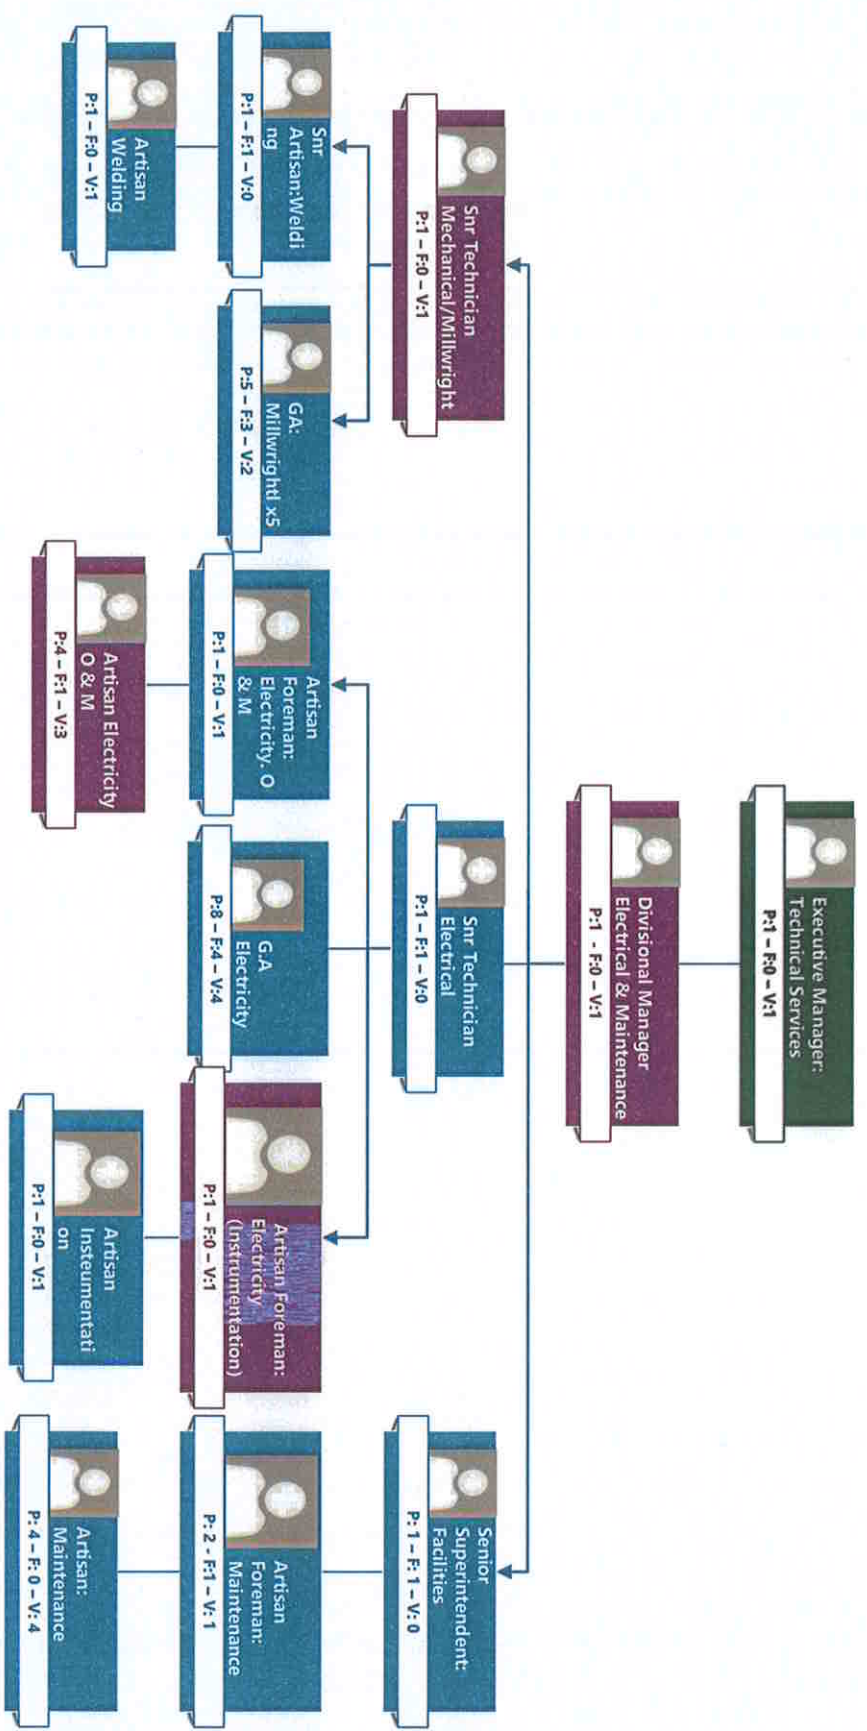 Executive Manager:
Technical Services
P:1 – F:0 – V:1
Divisional Manager
Electrical & Maintenance
P:1 - F:0 – V:1
Snr Technician
Mechanical/Millwright
P:1 – F:0 – V:1
Snr Technician
Electrical
P:1 – F:1 – V:0
Senior
Superintendent:
Facilities
P: 1 – F: 1 – V: 0
Snr
Artisan:Weldi
ng
P:1 – F:1 – V:0
GA:
Millwrightl x5
P:5 – F:3 – V:2
Artisan
Foreman:
Electricity. O
& M
P:1 – F:0 – V:1
G.A
Electricity
P:8 – F:4 – V:4
Artisan Foreman:
Electricity
(Instrumentation)
P:1 – F:0 – V:1
Artisan
Foreman:
Maintenance
P: 2 - F:1 – V: 1
Artisan
Welding
P:1 – F:0 – V:1
Artisan Electricity
O & M
P:4 – F:1 – V:3
Artisan
Insteumentati
on
P:1 – F:0 – V:1
Artisan:
Maintenance
P: 4 – F: 0 – V: 4